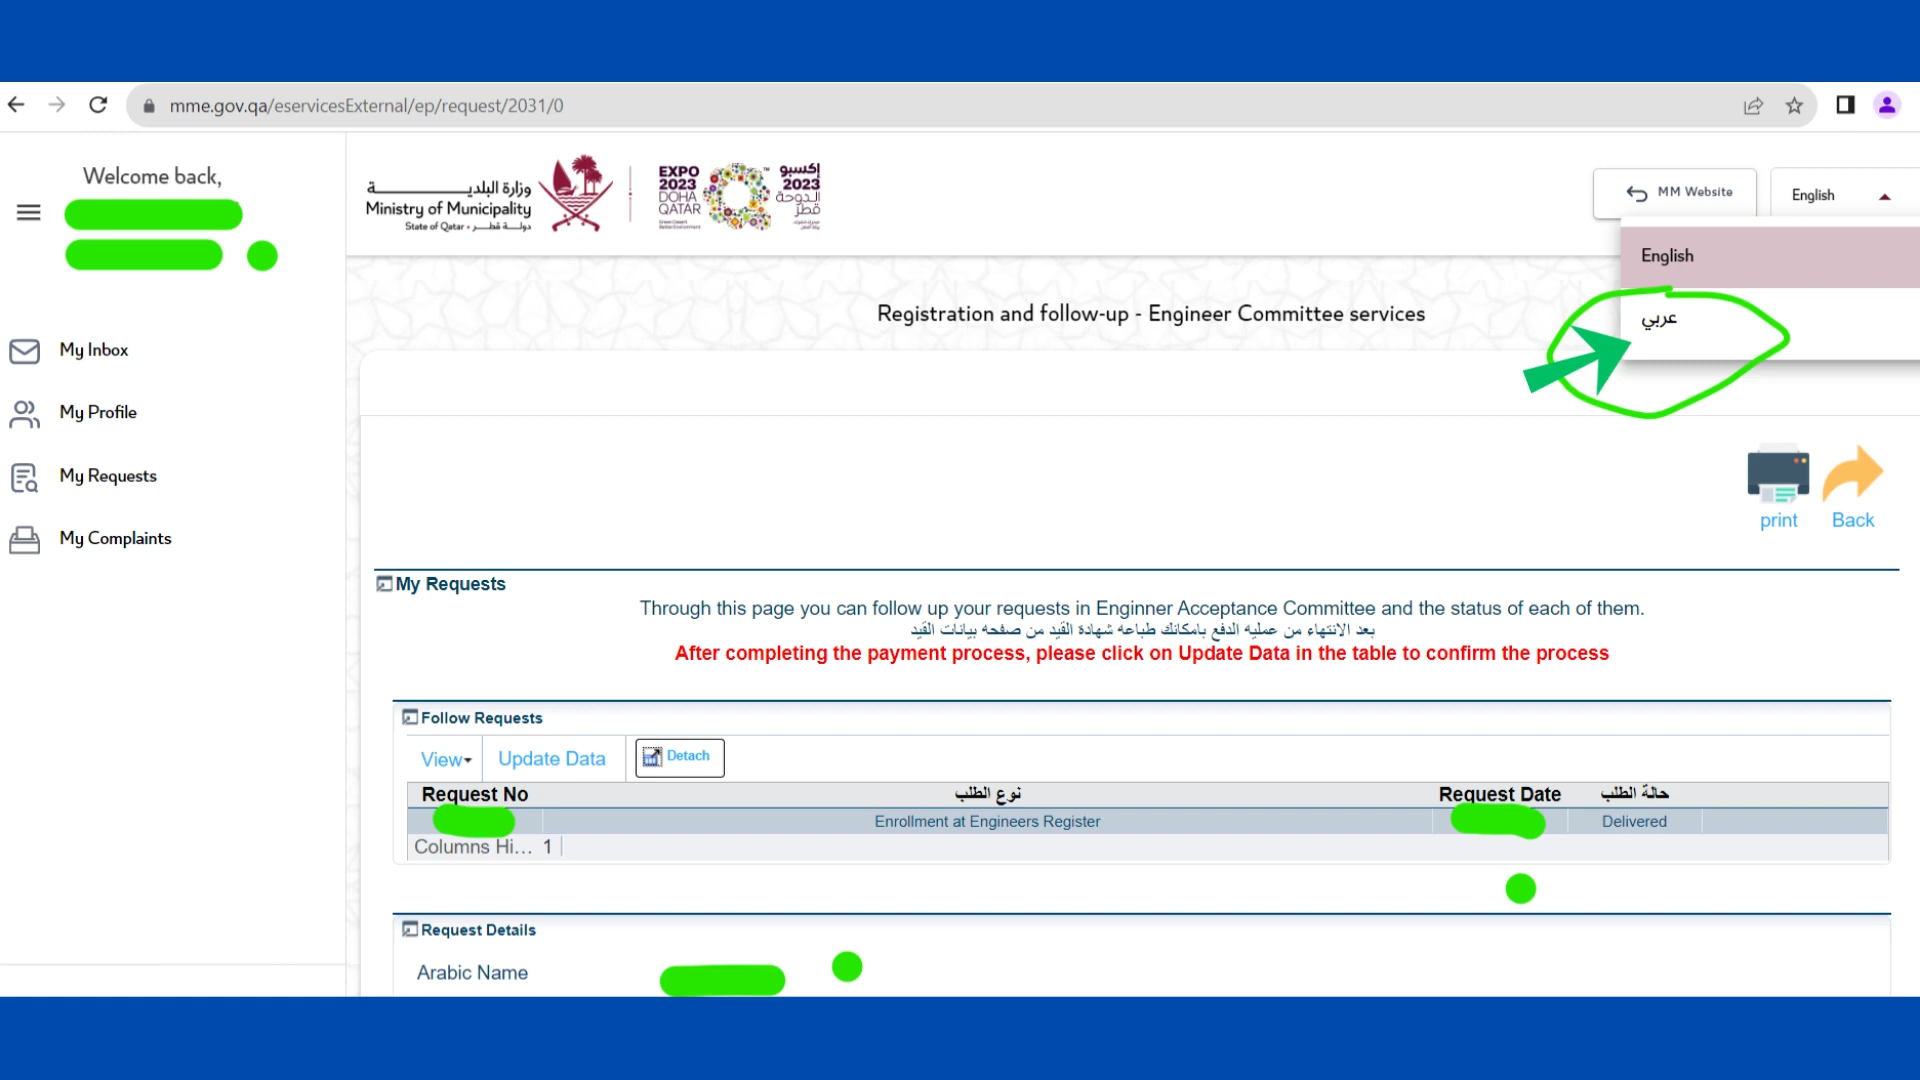 mme.gov.qa/eservicesExternal/ep/request/2031/0
Welcome back,
My Inbox
My Profile
My Requests
My Complaints
وزارة البلديـــــــــــة
Ministry of Municipality
State of Qatar • دولـــة قطـــر
EXPO
2023
DOHA
QATAR
إكسبو
2023
الدوحة
قطر
MM Website
English
English
عربي
Registration and follow-up - Engineer Committee services
print
Back
My Requests
Through this page you can follow up your requests in Enginner Acceptance Committee and the status of each of them.
بعد الانتهاء من عمليه الدفع بامكانك طباعه شهادة القيد من صفحه بيانات القيد
After completing the payment process, please click on Update Data in the table to confirm the process
Follow Requests
View Update Data Detach
Request No نوع الطلب Request Date حالة الطلب
Enrollment at Engineers Register Delivered
Columns Hi... 1
Request Details
Arabic Name